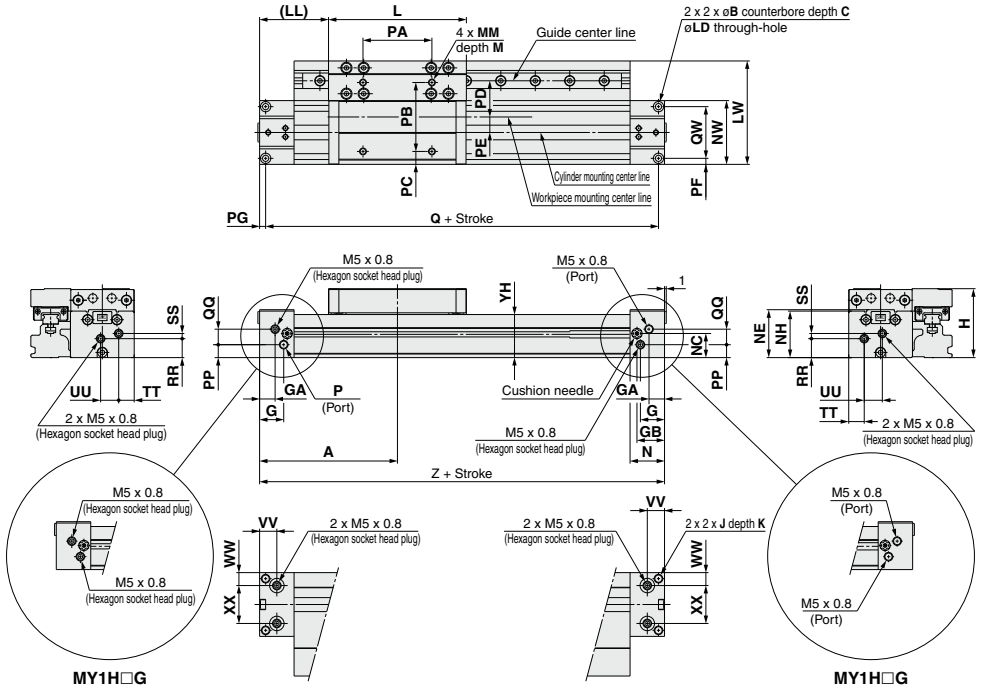 (LL)
L
2 x 2 x øB counterbore depth C
øLD through-hole
PA
4 x MM
depth M
Guide center line
PB
PD
PE
PC
LW
QW
NW
PF
Cylinder mounting center line
Workpiece mounting center line
PG
Q + Stroke
M5 x 0.8
(Hexagon socket head plug)
M5 x 0.8
(Port)
1
SS
RR
UU
TT
2 x M5 x 0.8
(Hexagon socket head plug)
QQ
PP
GA
G
P
(Port)
YH
Cushion needle
NC
QQ
PP
GA
G
GB
N
M5 x 0.8
(Hexagon socket head plug)
A
Z + Stroke
SS
RR
NE
NH
H
UU
TT
2 x M5 x 0.8
(Hexagon socket head plug)
M5 x 0.8
(Hexagon socket head plug)
M5 x 0.8
(Hexagon socket head plug)
MY1H□G
VV
2 x M5 x 0.8
(Hexagon socket head plug)
WW
XX
2 x M5 x 0.8
(Hexagon socket head plug)
VV
2 x 2 x J depth K
WW
XX
M5 x 0.8
(Port)
M5 x 0.8
(Port)
MY1H□G